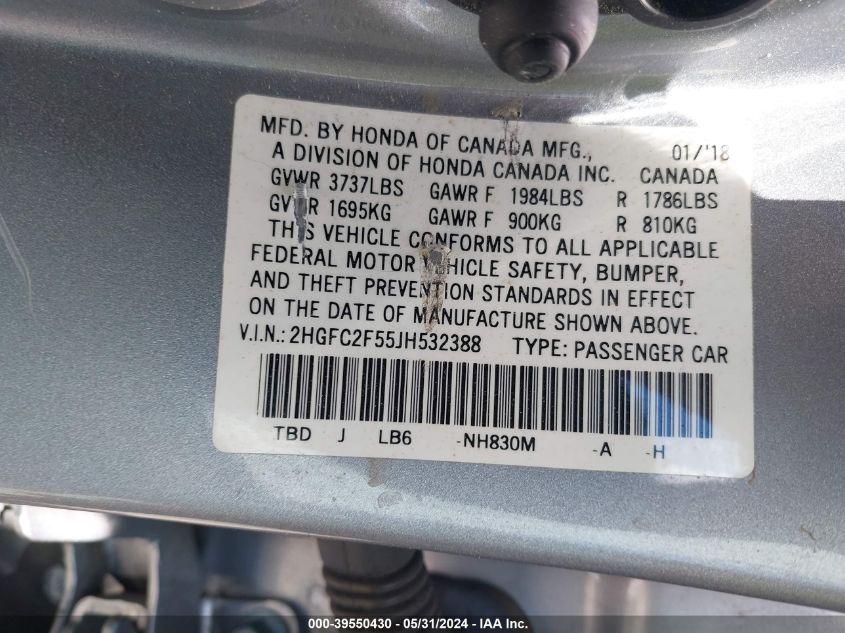 MFD. BY HONDA OF CANADA MFG., 01/'18
A DIVISION OF HONDA CANADA INC. CANADA
GVWR 3737LBS GAWR F 1984LBS R 1786LBS
GVWR 1695KG GAWR F 900KG R 810KG
THIS VEHICLE CONFORMS TO ALL APPLICABLE
FEDERAL MOTOR VEHICLE SAFETY, BUMPER,
AND THEFT PREVENTION STANDARDS IN EFFECT
ON THE DATE OF MANUFACTURE SHOWN ABOVE.
V.I.N.: 2HGFC2F55JH532388 TYPE: PASSENGER CAR
TBD J LB6 -NH830M -A -H
000-39550430 - 05/31/2024 - IAA Inc.